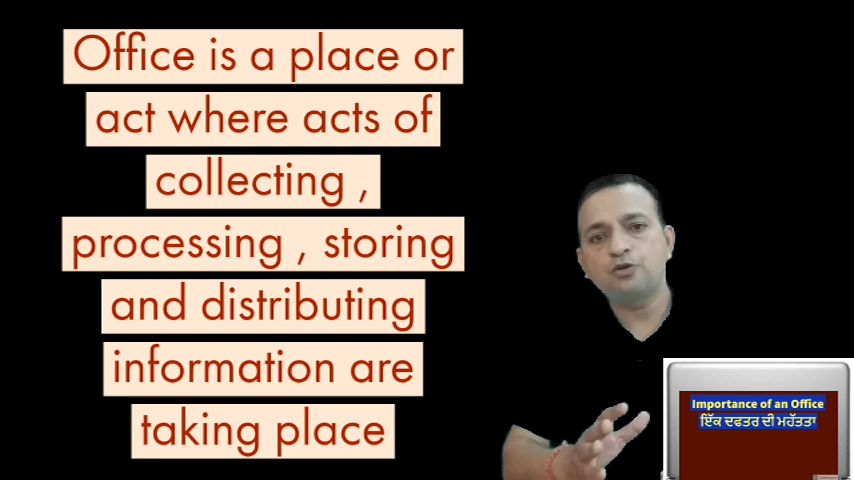 Office is a place or
act where acts of
collecting ,
processing , storing
and distributing
information are
taking place
Importance of an Office
ਇੱਕ ਦਫਤਰ ਦੀ ਮਹੱਤਤਾ